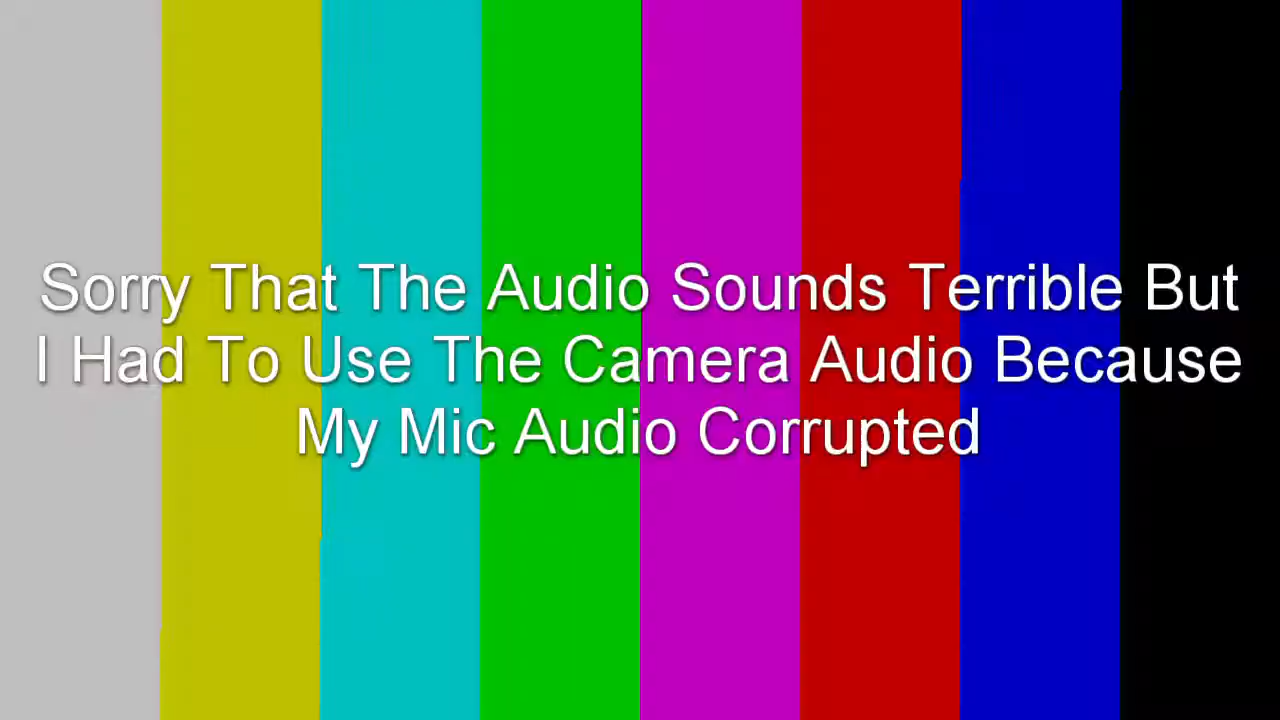 Sorry That The Audio Sounds Terrible But
I Had To Use The Camera Audio Because
My Mic Audio Corrupted